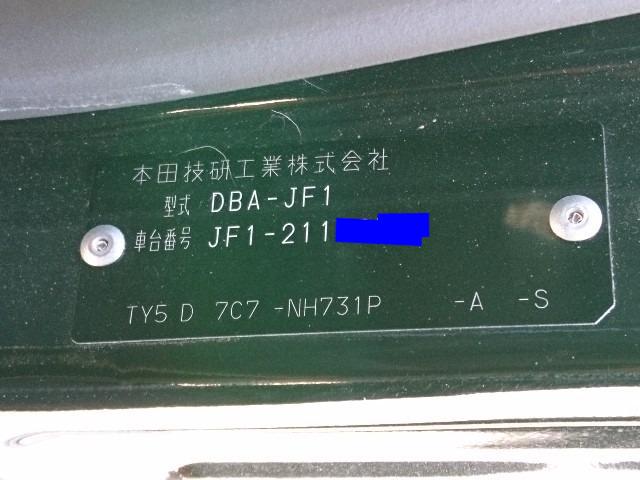 本田技研工業株式会社
型式 DBA-JF1
車台番号 JF1-211
TY5 D 7C7 -NH731P -A -S